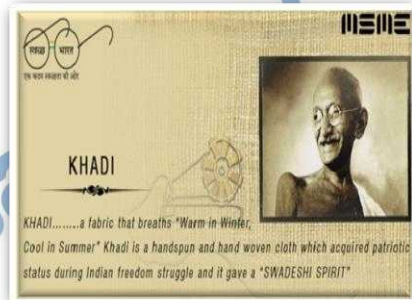 MSME
स्वच्छ भारत
एक कदम स्वच्छता की ओर
KHADI
KHADI.......a fabric that breaths "Warm in Winter,
Cool in Summer" Khadi is a handspun and hand woven cloth which acquired patriotic
status during Indian freedom struggle and it gave a "SWADESHI SPIRIT"